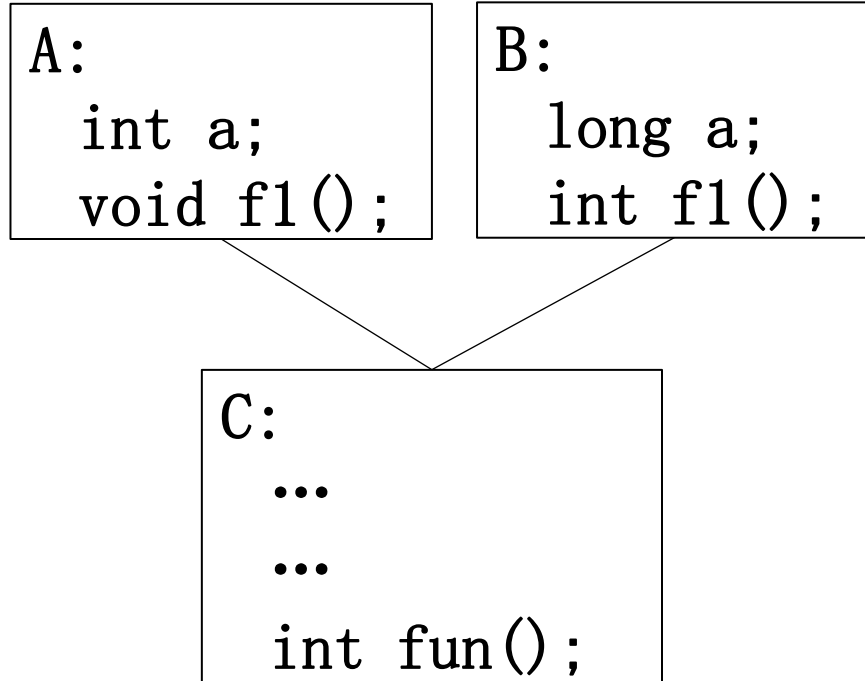 A:
int a;
void f1();
B:
long a;
int f1();
C:
…
…
int fun();